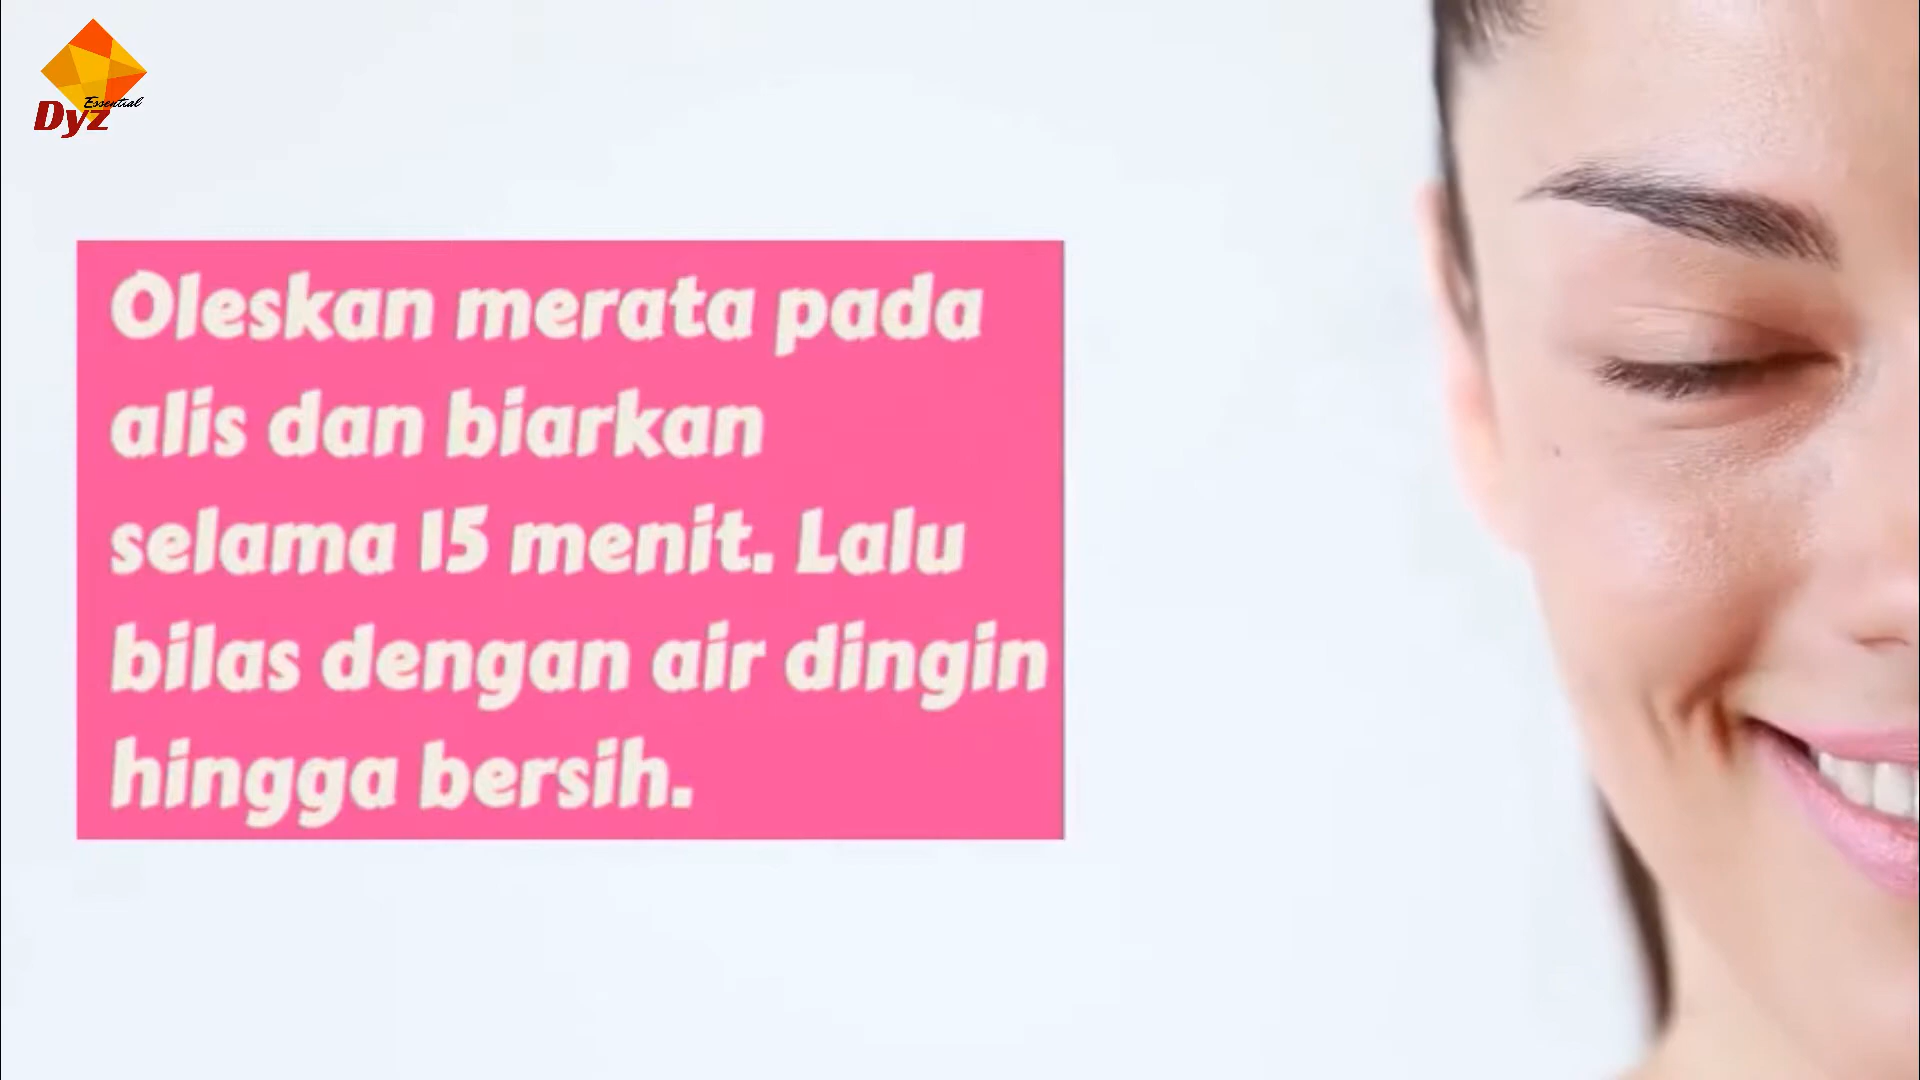 Essential
Dyz
Oleskan merata pada
alis dan biarkan
selama 15 menit. Lalu
bilas dengan air dingin
hingga bersih.